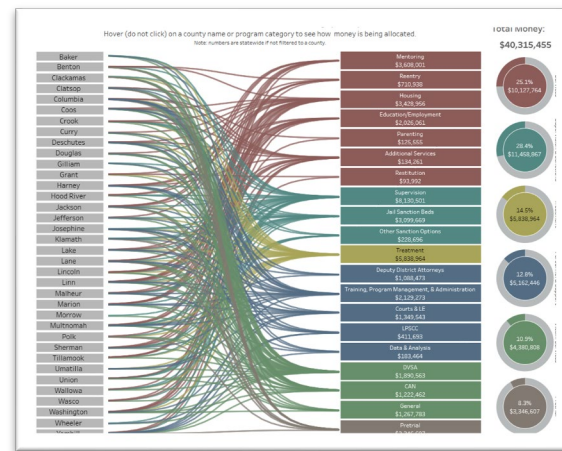 Total Money:
Hover (do not click) on a county name or program category to see how money is being allocated.
Note: numbers are statewide if not filtered to a county.
$40,315,455
Baker
Benton
Clackamas
Clatsop
Columbia
Coos
Crook
Curry
Deschutes
Douglas
Gilliam
Grant
Harney
Hood River
Jackson
Jefferson
Josephine
Klamath
Lake
Lane
Lincoln
Linn
Malheur
Marion
Morrow
Multnomah
Polk
Sherman
Tillamook
Umatilla
Union
Wallowa
Wasco
Washington
Wheeler
Mentoring
$3,608,001
Reentry
$710,938
Housing
$3,428,956
Education/Employment
$2,026,061
Parenting
$125,555
Additional Services
$134,261
Restitution
$93,992
Supervision
$8,130,501
Jail Sanction Beds
$3,099,669
Other Sanction Options
$228,696
Treatment
$5,838,964
Deputy District Attorneys
$1,088,473
Training, Program Management, & Administration
$2,129,273
Courts & LE
$1,349,543
LPSCC
$411,693
Data & Analysis
$183,464
DVSA
$1,890,563
CAN
$1,222,462
General
$1,267,783
Pretrial
25.1%
$10,127,764
28.4%
$11,458,867
14.5%
$5,838,964
12.8%
$5,162,446
10.9%
$4,380,808
8.3%
$3,346,607